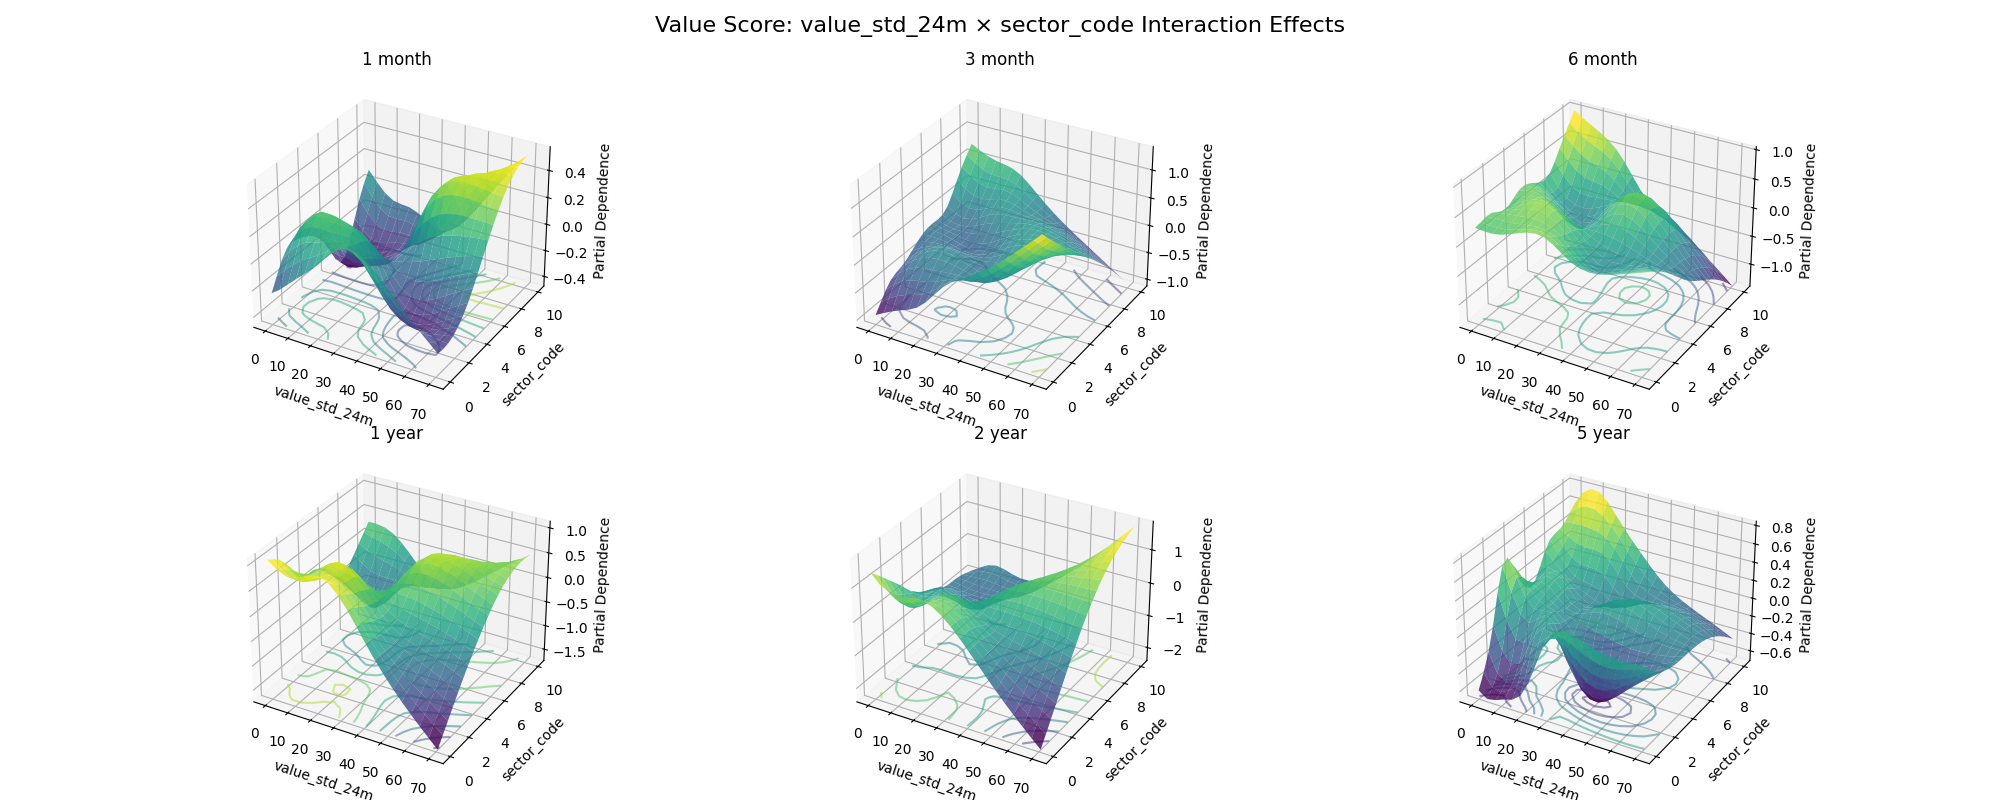 Value Score: value_std_24m × sector_code Interaction Effects
1 month
0.4
0.2
0.0
−0.2
−0.4
Partial Dependence
0 10 20 30 40 50 60 70
value_std_24m
0 2 4 6 8 10
sector_code
3 month
1.0
0.5
0.0
−0.5
−1.0
Partial Dependence
0 10 20 30 40 50 60 70
value_std_24m
0 2 4 6 8 10
sector_code
6 month
1.0
0.5
0.0
−0.5
−1.0
Partial Dependence
0 10 20 30 40 50 60 70
value_std_24m
0 2 4 6 8 10
sector_code
1 year
1.0
0.5
0.0
−0.5
−1.0
−1.5
Partial Dependence
0 10 20 30 40 50 60 70
value_std_24m
0 2 4 6 8 10
sector_code
2 year
1
0
−1
−2
Partial Dependence
0 10 20 30 40 50 60 70
value_std_24m
0 2 4 6 8 10
sector_code
5 year
0.8
0.6
0.4
0.2
0.0
−0.2
−0.4
−0.6
Partial Dependence
0 10 20 30 40 50 60 70
value_std_24m
0 2 4 6 8 10
sector_code